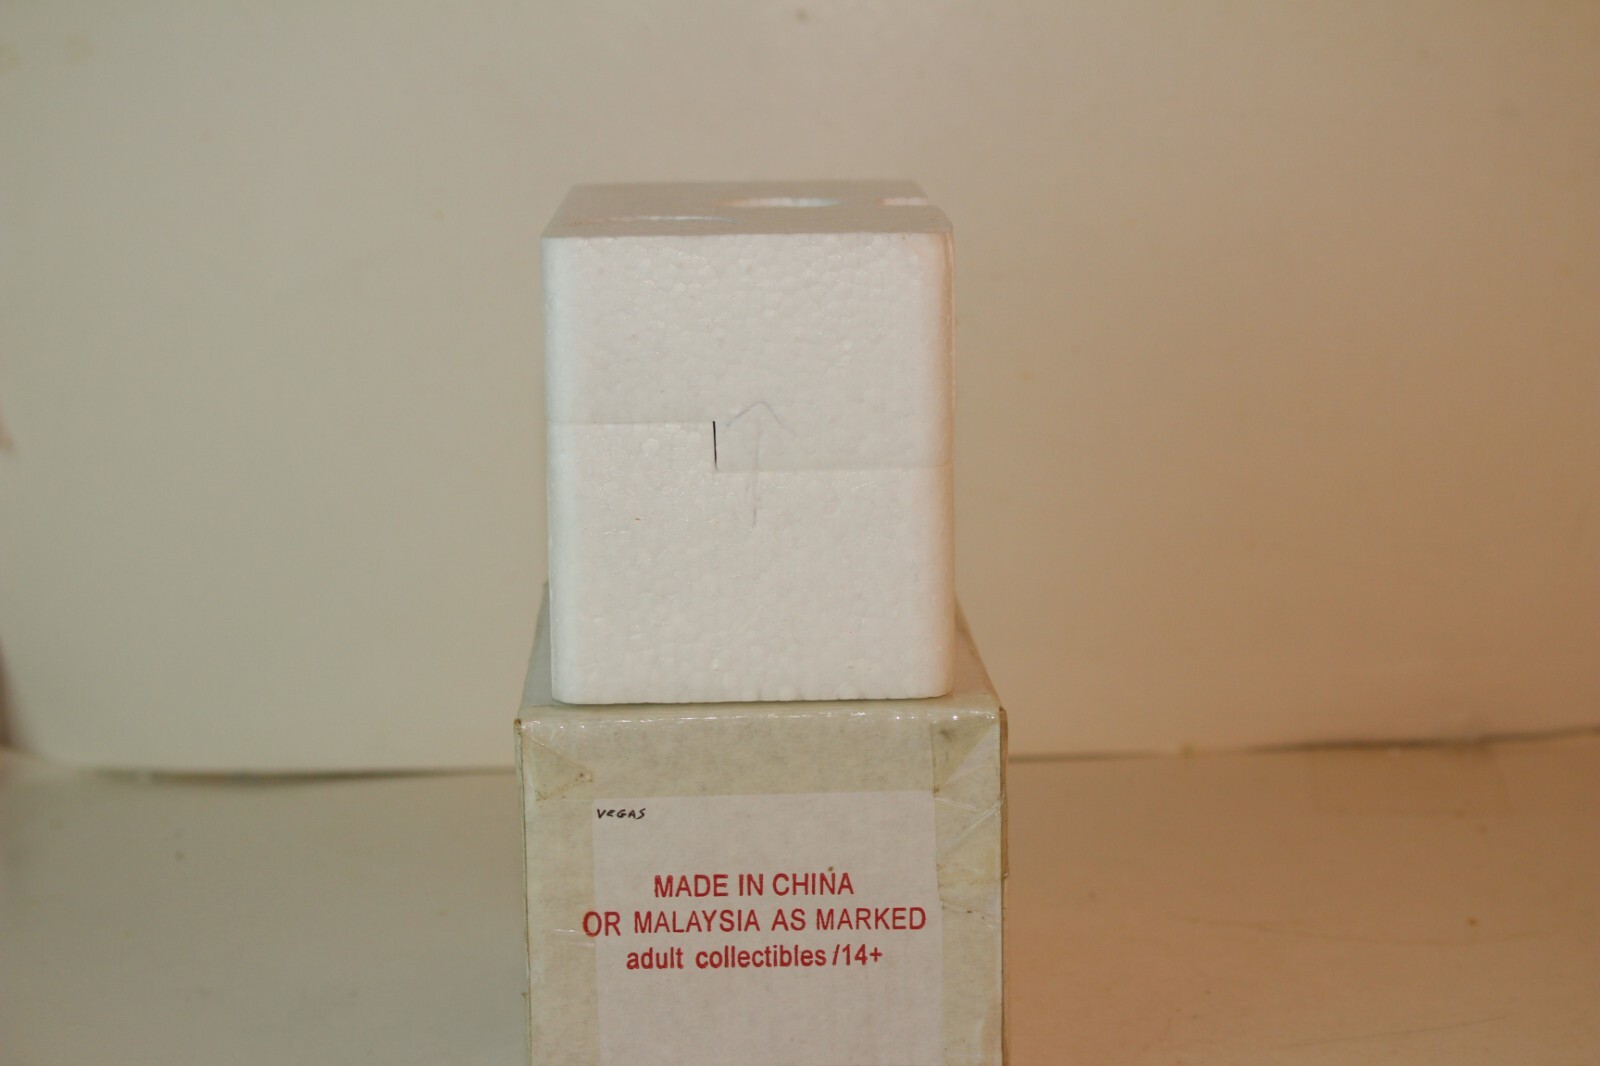 VEGAS
MADE IN CHINA
OR MALAYSIA AS MARKED
adult collectibles /14+